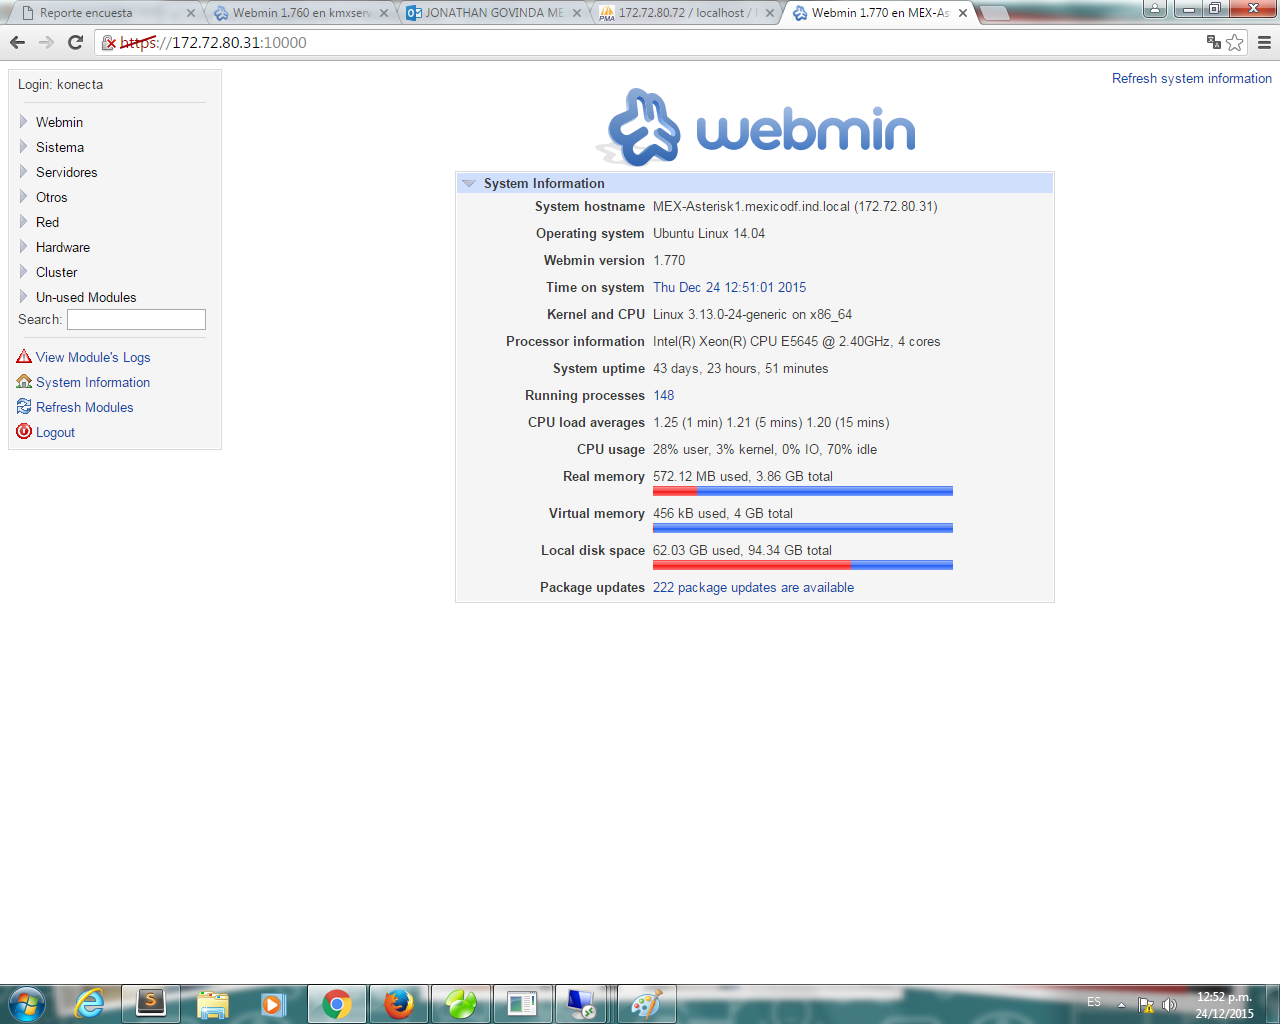 Reporte encuesta
Webmin 1.760 en kmxserv
JONATHAN GOVINDA ME
172.72.80.72 / localhost /
Webmin 1.770 en MEX-As
https://172.72.80.31:10000
Login: konecta
Webmin
Sistema
Servidores
Otros
Red
Hardware
Cluster
Un-used Modules
Search:
View Module's Logs
System Information
Refresh Modules
Logout
Refresh system information
webmin
System Information
System hostname MEX-Asterisk1.mexicodf.ind.local (172.72.80.31)
Operating system Ubuntu Linux 14.04
Webmin version 1.770
Time on system Thu Dec 24 12:51:01 2015
Kernel and CPU Linux 3.13.0-24-generic on x86_64
Processor information Intel(R) Xeon(R) CPU E5645 @ 2.40GHz, 4 cores
System uptime 43 days, 23 hours, 51 minutes
Running processes 148
CPU load averages 1.25 (1 min) 1.21 (5 mins) 1.20 (15 mins)
CPU usage 28% user, 3% kernel, 0% IO, 70% idle
Real memory 572.12 MB used, 3.86 GB total
Virtual memory 456 kB used, 4 GB total
Local disk space 62.03 GB used, 94.34 GB total
Package updates 222 package updates are available
ES
12:52 p.m.
24/12/2015